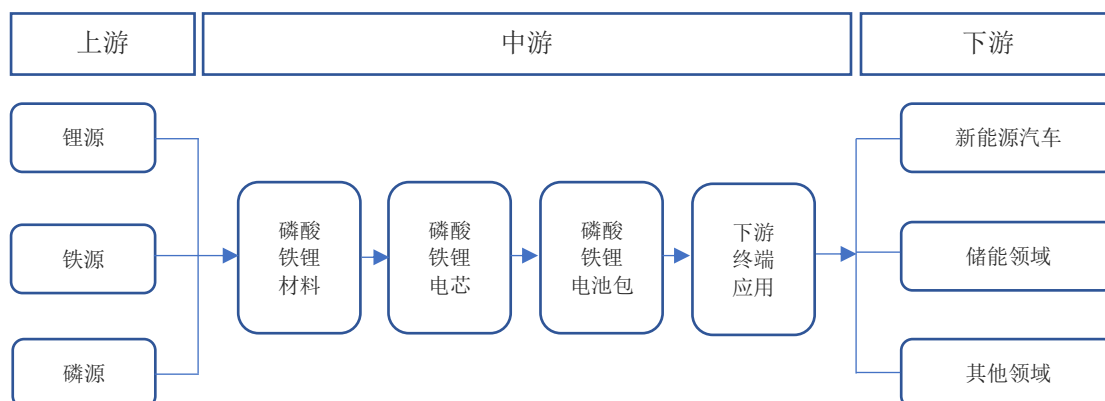 上游
中游
下游
锂源
铁源
磷源
磷酸
铁锂
材料
磷酸
铁锂
电芯
磷酸
铁锂
电池包
下游
终端
应用
新能源汽车
储能领域
其他领域